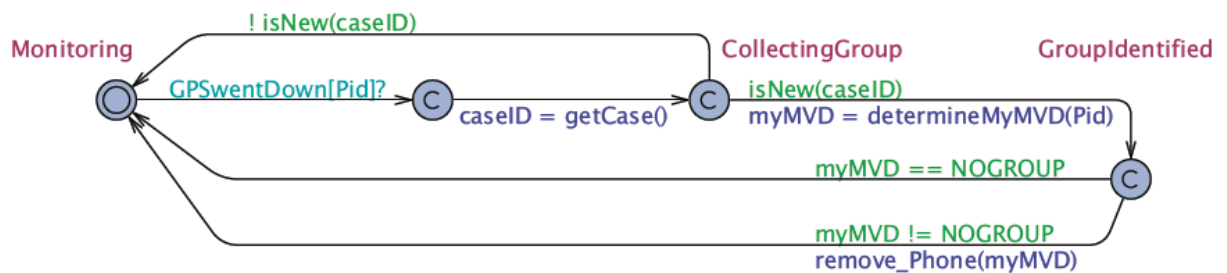 ! isNew(caseID)
Monitoring
CollectingGroup
GroupIdentified
GPSwentDown[Pid]?
C
C
isNew(caseID)
caseID = getCase()
myMVD = determineMyMVD(Pid)
myMVD == NOGROUP
C
myMVD != NOGROUP
remove_Phone(myMVD)